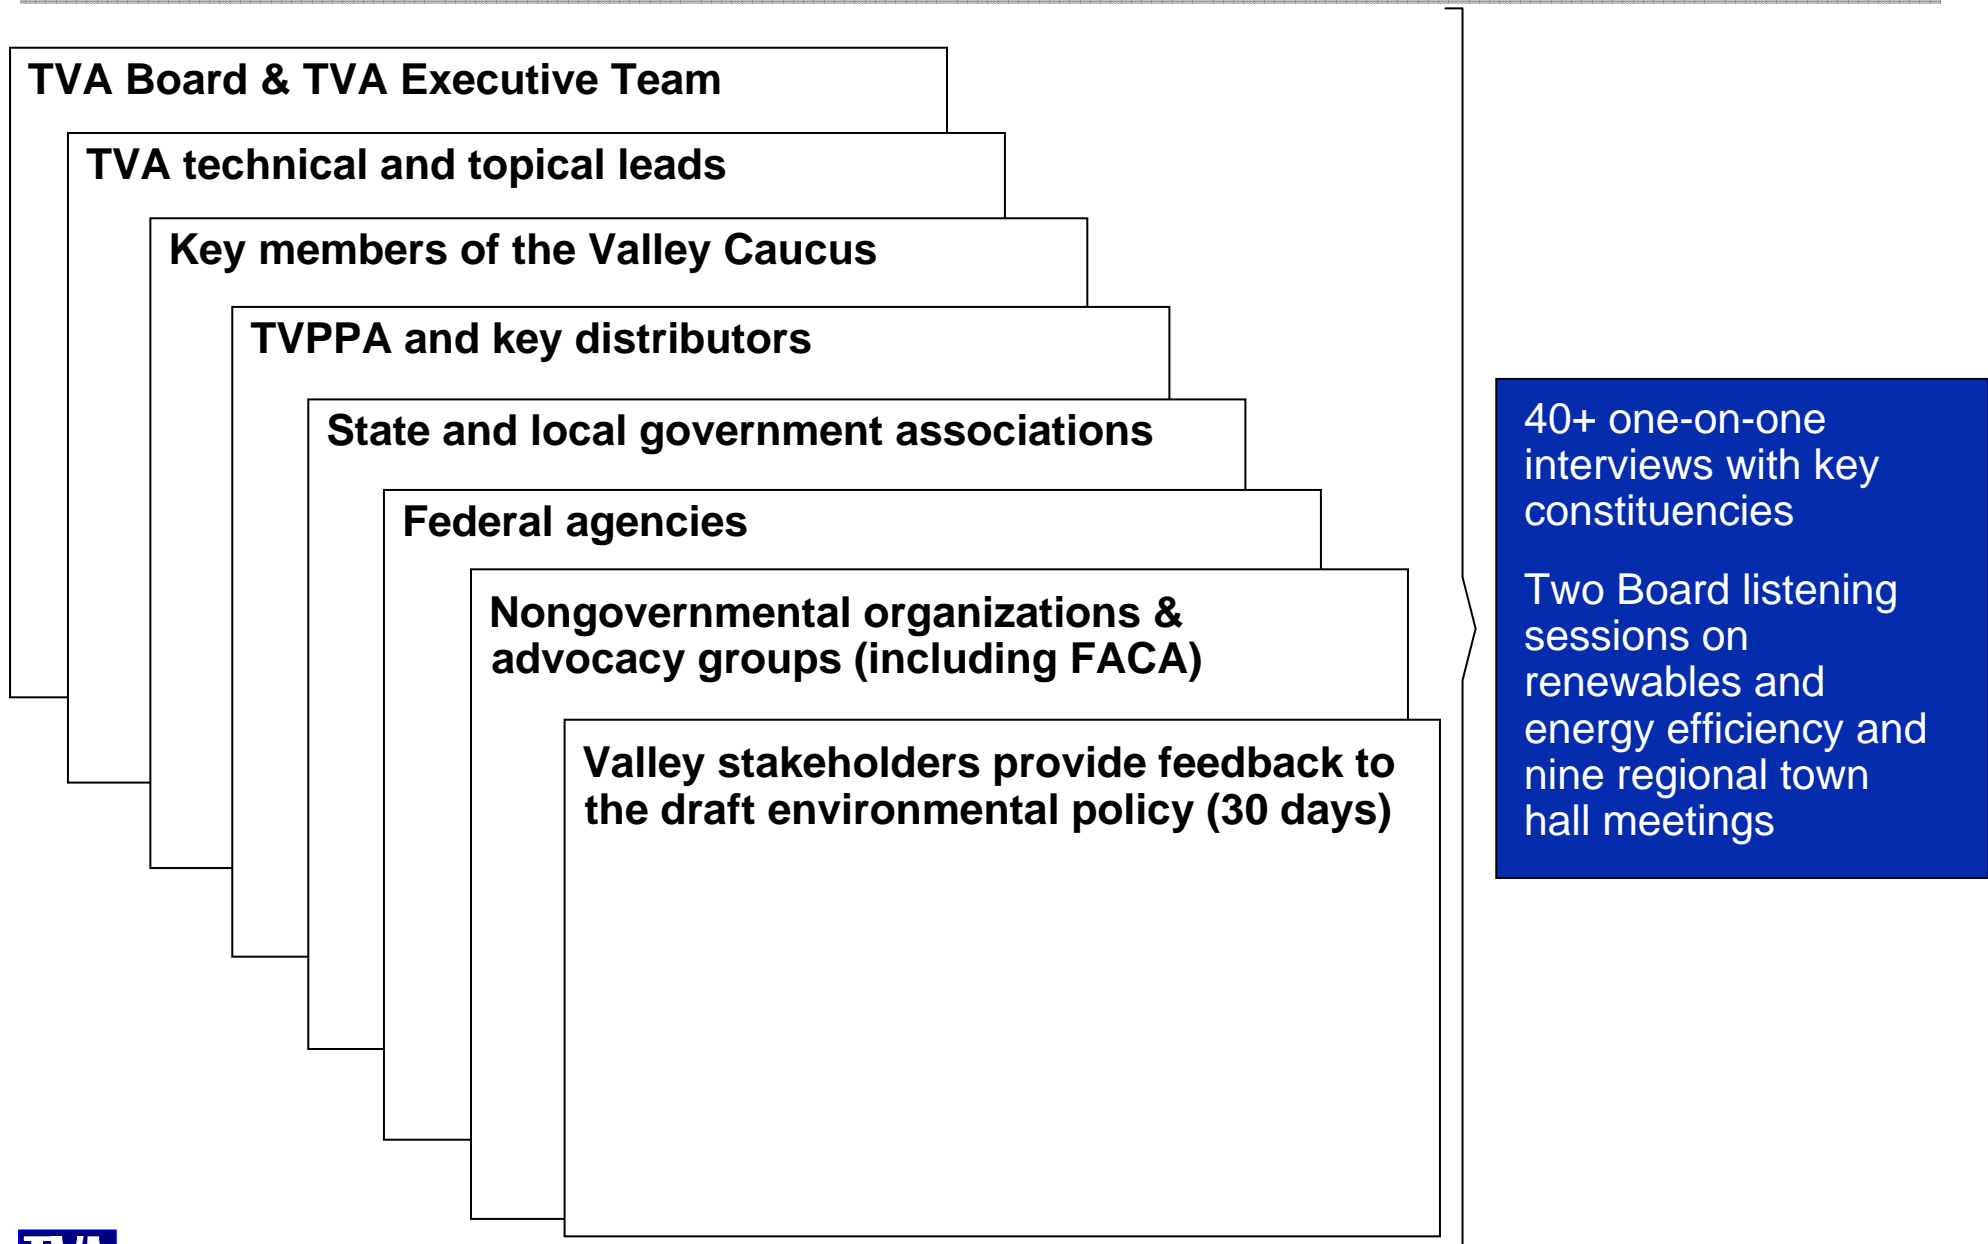 TVA Board & TVA Executive Team
TVA technical and topical leads
Key members of the Valley Caucus
TVPPA and key distributors
State and local government associations
Federal agencies
Nongovernmental organizations &
advocacy groups (including FACA)
Valley stakeholders provide feedback to
the draft environmental policy (30 days)
40+ one-on-one
interviews with key
constituencies
Two Board listening
sessions on
renewables and
energy efficiency and
nine regional town
hall meetings
TVA